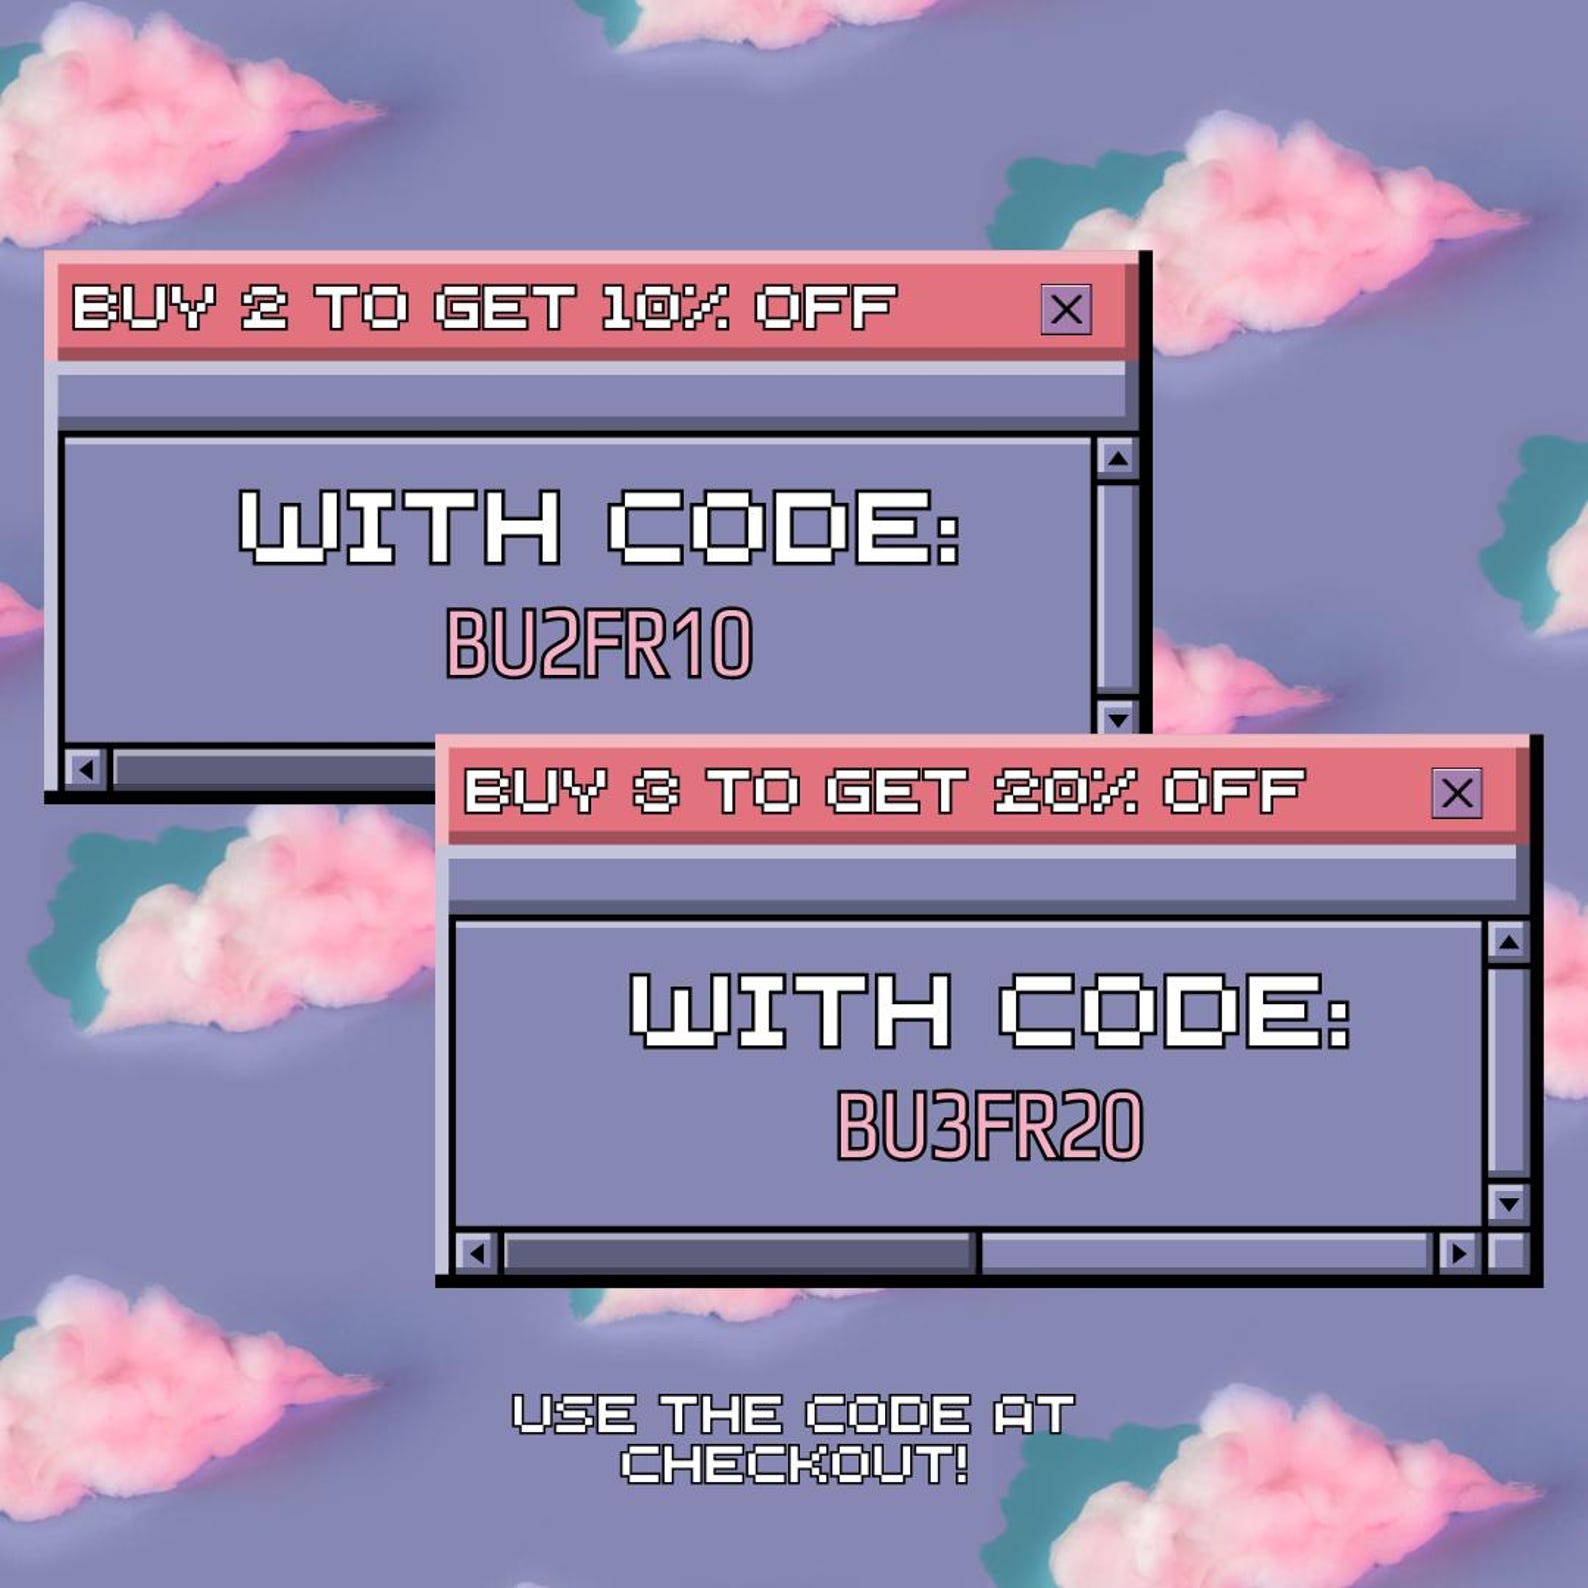 BUY 2 TO GET 10% OFF
WITH CODE:
BU2FR10
BUY 3 TO GET 20% OFF
WITH CODE:
BU3FR20
USE THE CODE AT
CHECKOUT!